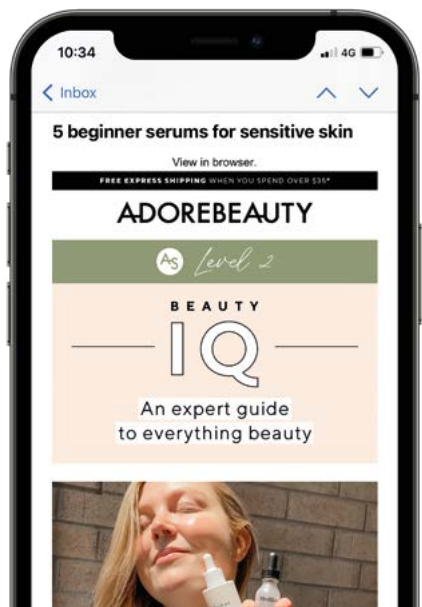 10:34
4G
Inbox
5 beginner serums for sensitive skin
View in browser.
FREE EXPRESS SHIPPING WHEN YOU SPEND OVER $35*
ADOREBEAUTY
AS Level 2
BEAUTY
IQ
An expert guide
to everything beauty